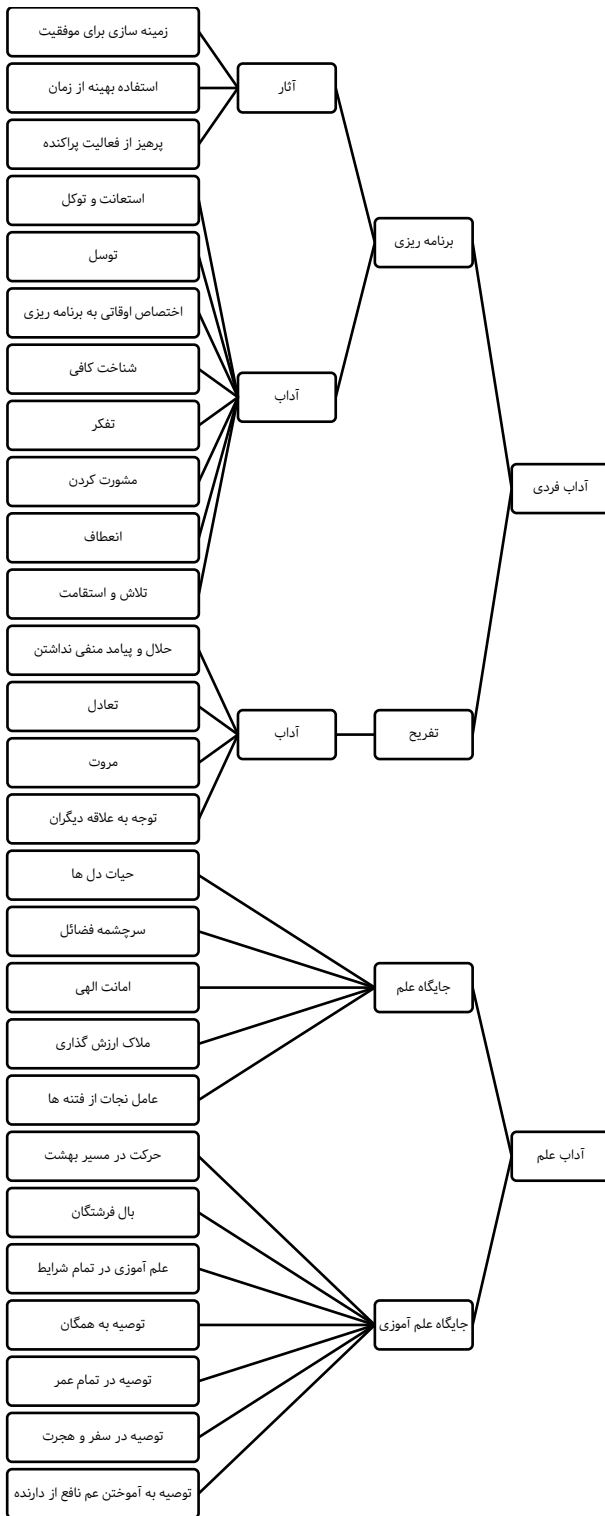 آداب فردی
برنامه ریزی
آثار
زمینه سازی برای موفقیت
استفاده بهینه از زمان
پرهیز از فعالیت پراکنده
آداب
استعانت و توکل
توسل
اختصاص اوقاتی به برنامه ریزی
شناخت کافی
تفکر
مشورت کردن
انعطاف
تلاش و استقامت
تفریح
آداب
حلال و پیامد منفی نداشتن
تعادل
مروت
توجه به علاقه دیگران
آداب علم
جایگاه علم
حیات دل ها
سرچشمه فضائل
امانت الهی
ملاک ارزش گذاری
عامل نجات از فتنه ها
جایگاه علم آموزی
حرکت در مسیر بهشت
بال فرشتگان
علم آموزی در تمام شرایط
توصیه به همگان
توصیه در تمام عمر
توصیه در سفر و هجرت
توصیه به آموختن عم نافع از دارنده